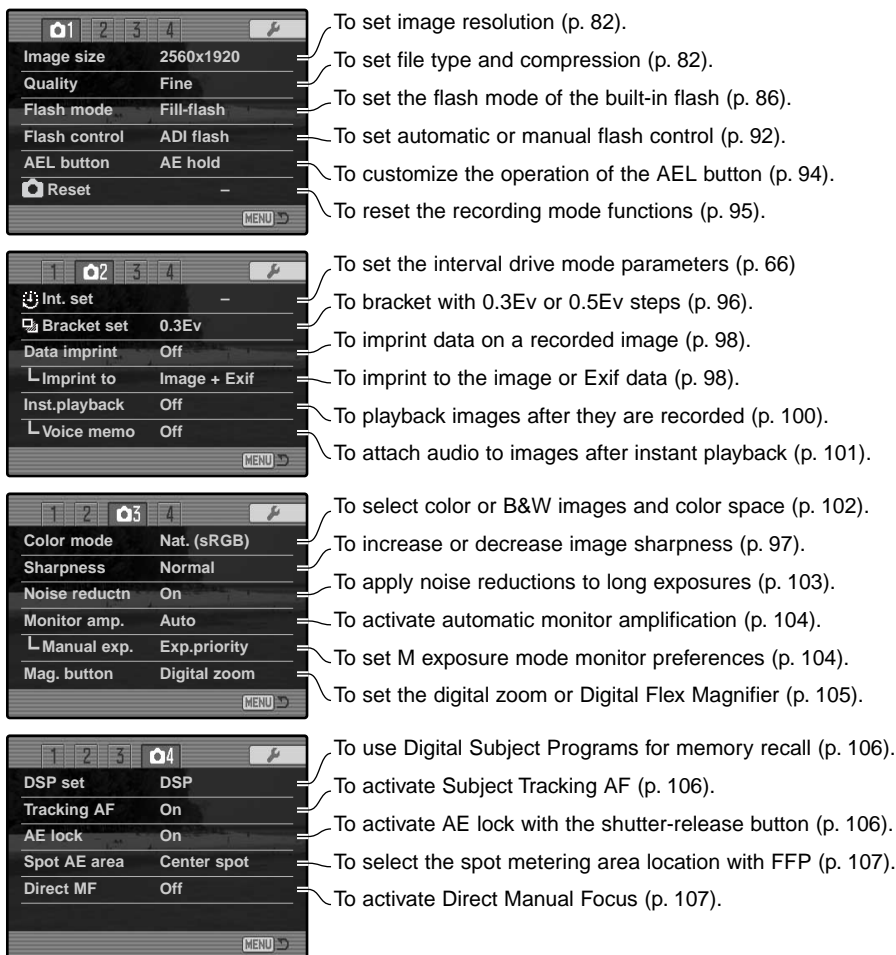 1 2 3 4
Image size 2560x1920 To set image resolution (p. 82).
Quality Fine To set file type and compression (p. 82).
Flash mode Fill-flash To set the flash mode of the built-in flash (p. 86).
Flash control ADI flash To set automatic or manual flash control (p. 92).
AEL button AE hold To customize the operation of the AEL button (p. 94).
Reset – To reset the recording mode functions (p. 95).
MENU
1 2 3 4
Int. set – To set the interval drive mode parameters (p. 66)
Bracket set 0.3Ev To bracket with 0.3Ev or 0.5Ev steps (p. 96).
Data imprint Off To imprint data on a recorded image (p. 98).
Imprint to Image + Exif To imprint to the image or Exif data (p. 98).
Inst.playback Off To playback images after they are recorded (p. 100).
Voice memo Off To attach audio to images after instant playback (p. 101).
MENU
1 2 3 4
Color mode Nat. (sRGB) To select color or B&W images and color space (p. 102).
Sharpness Normal To increase or decrease image sharpness (p. 97).
Noise reductn On To apply noise reductions to long exposures (p. 103).
Monitor amp. Auto To activate automatic monitor amplification (p. 104).
Manual exp. Exp.priority To set M exposure mode monitor preferences (p. 104).
Mag. button Digital zoom To set the digital zoom or Digital Flex Magnifier (p. 105).
MENU
1 2 3 4
DSP set DSP To use Digital Subject Programs for memory recall (p. 106).
Tracking AF On To activate Subject Tracking AF (p. 106).
AE lock On To activate AE lock with the shutter-release button (p. 106).
Spot AE area Center spot To select the spot metering area location with FFP (p. 107).
Direct MF Off To activate Direct Manual Focus (p. 107).
MENU